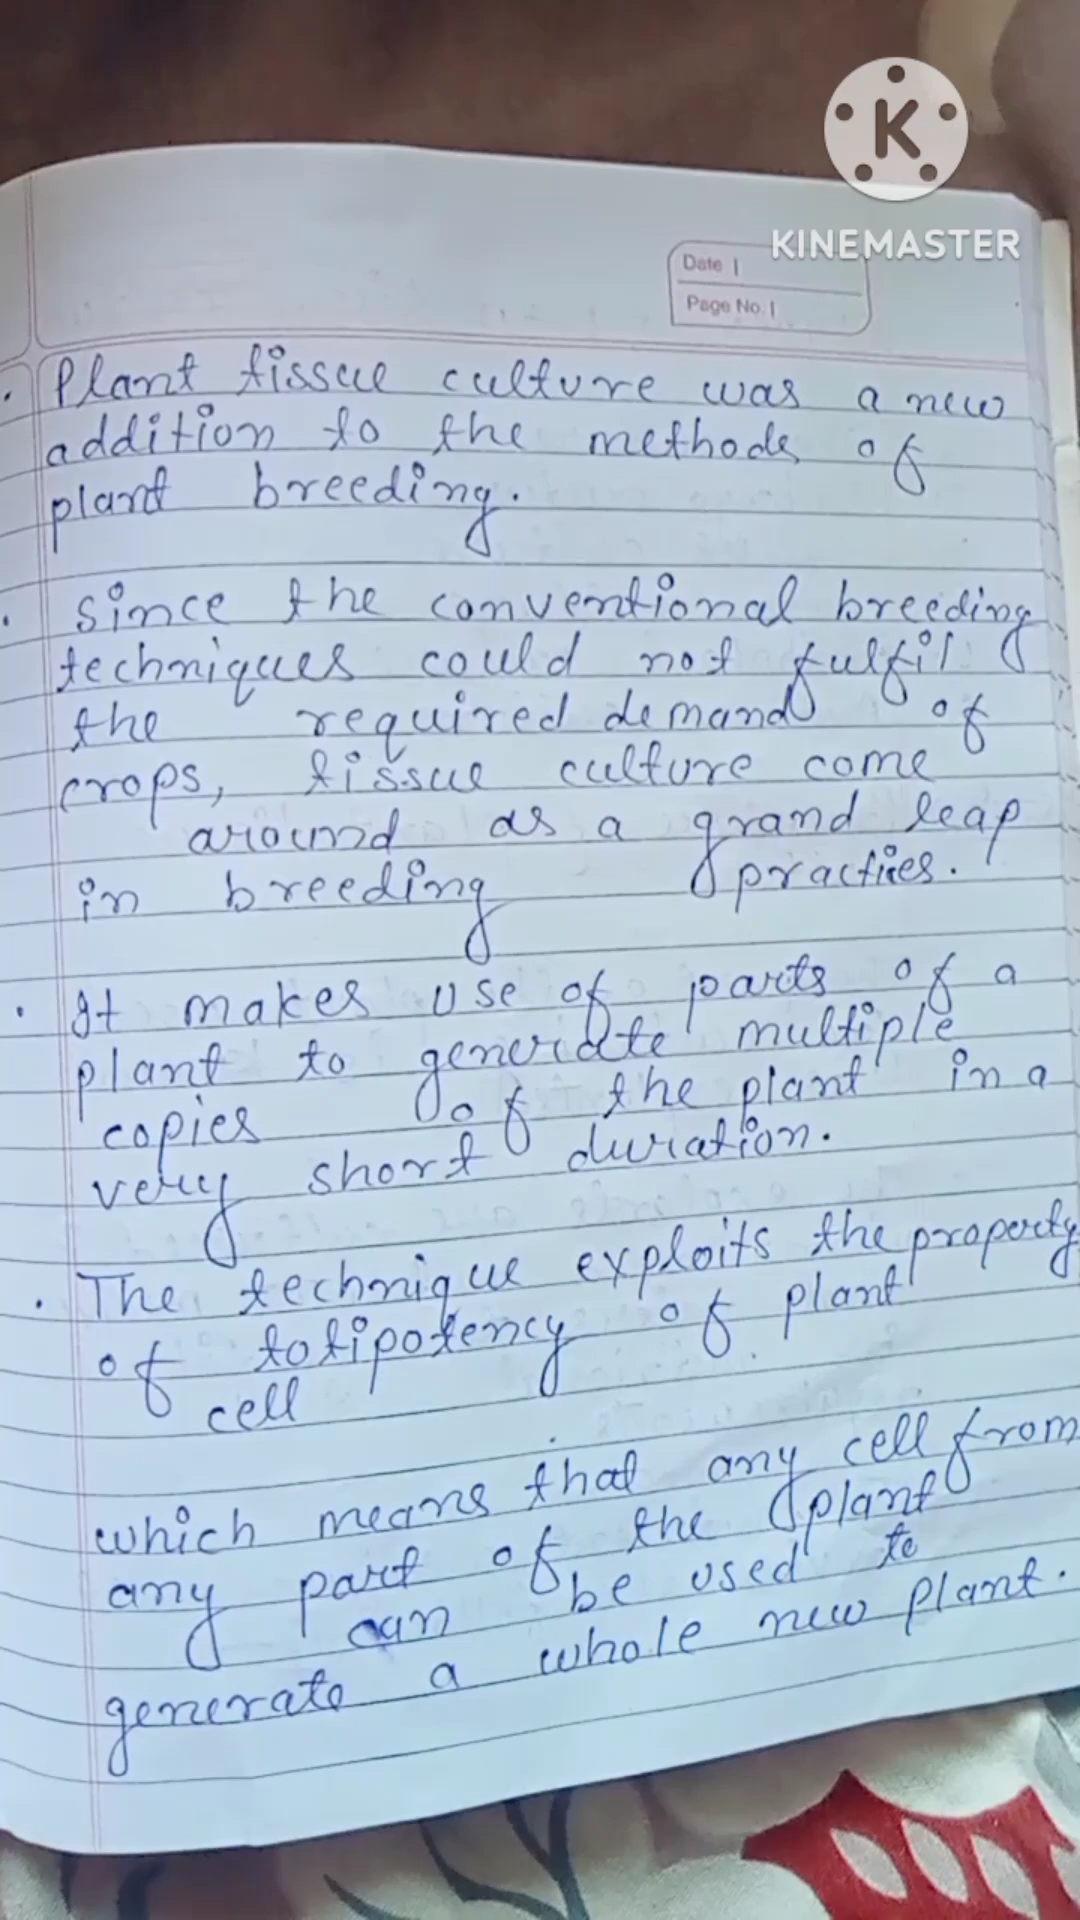 K
KINEMASTER
Date
Page No.
. Plant tissue culture was a new
addition to the methods of
plant breeding.
. Since the conventional breeding
techniques could not fulfil
the required demand of
crops, tissue culture come
around as a grand leap
in breeding practices.
. It makes use of parts of a
plant to generate multiple
copies of the plant in a
very short duration.
. The technique exploits the property
of totipotency of plant
cell
which means that any cell from
any part of the plant
can be used to
generate a whole new plant.